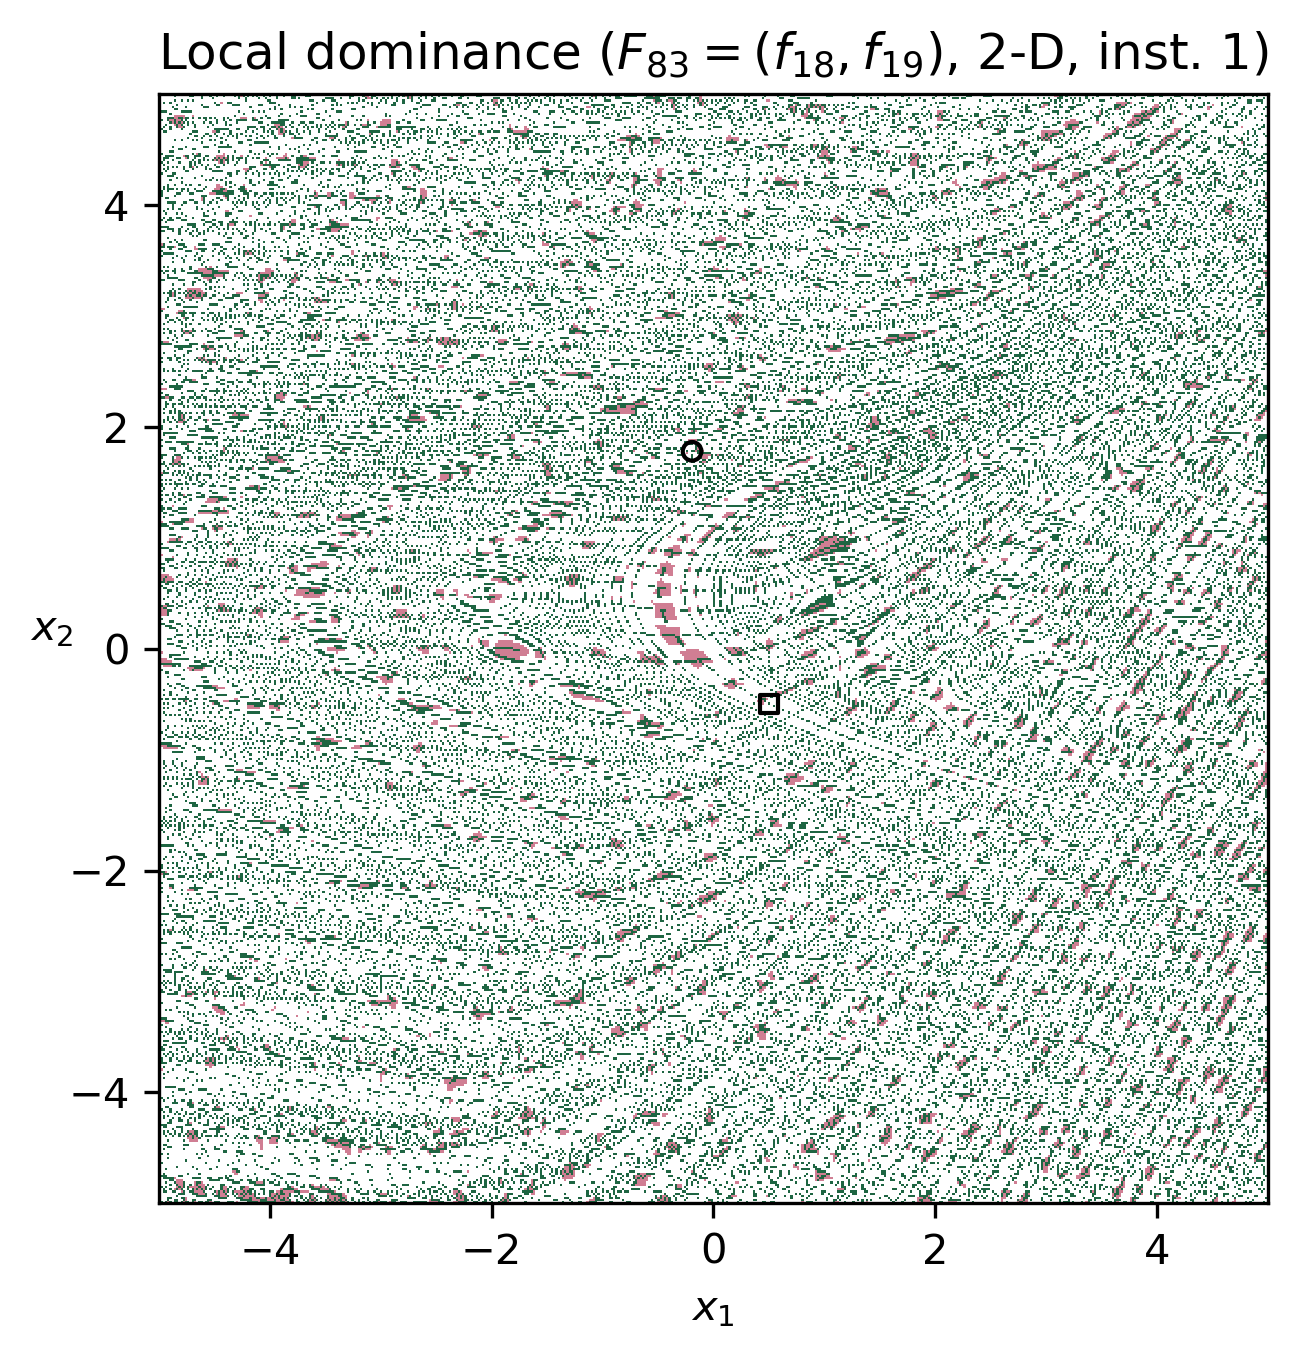 Local dominance (F₈₃ = (f₁₈, f₁₉), 2-D, inst. 1)
4
2
x₂
0
−2
−4
−4 −2 0 2 4
x₁